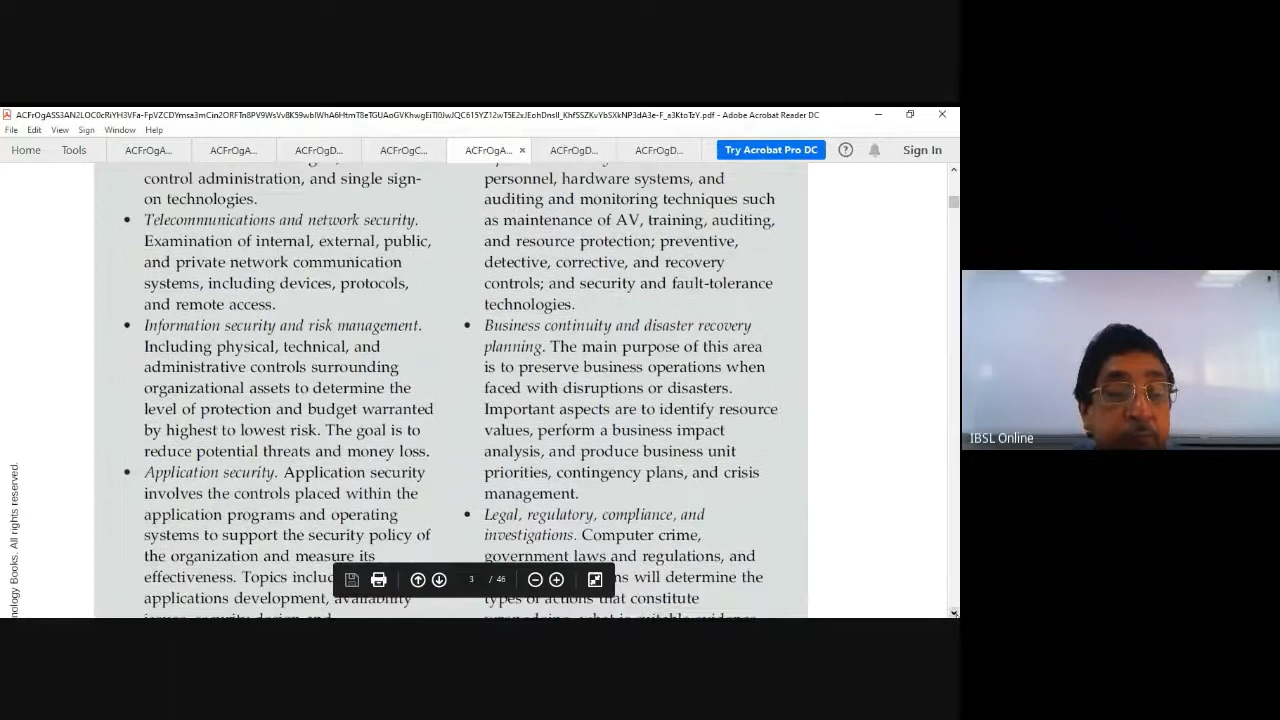 ACFrOgASS3AN2LOC0cRiYH3VFa-FpVZCDYmsa3mCin2ORFTn8PV9WsVv8K59wbIWhA6HtmT8eTGUAoGVKhwgEiTl0JwJQC615YZ12wT5E2xJEohDnsIl_KhfSSZKvYbSXkNP3dA3e-F_a3KtoTzY.pdf - Adobe Acrobat Reader DC
File Edit View Sign Window Help
Home Tools ACFrOgA... ACFrOgA... ACFrOgD... ACFrOgC... ACFrOgA... × ACFrOgD... ACFrOgD... Try Acrobat Pro DC Sign In
control administration, and single sign-
on technologies.
• Telecommunications and network security.
Examination of internal, external, public,
and private network communication
systems, including devices, protocols,
and remote access.
• Information security and risk management.
Including physical, technical, and
administrative controls surrounding
organizational assets to determine the
level of protection and budget warranted
by highest to lowest risk. The goal is to
reduce potential threats and money loss.
• Application security. Application security
involves the controls placed within the
application programs and operating
systems to support the security policy of
the organization and measure its
effectiveness. Topics
applications development, availability
personnel, hardware systems, and
auditing and monitoring techniques such
as maintenance of AV, training, auditing,
and resource protection; preventive,
detective, corrective, and recovery
controls; and security and fault-tolerance
technologies.
• Business continuity and disaster recovery
planning. The main purpose of this area
is to preserve business operations when
faced with disruptions or disasters.
Important aspects are to identify resource
values, perform a business impact
analysis, and produce business unit
priorities, contingency plans, and crisis
management.
• Legal, regulatory, compliance, and
investigations. Computer crime,
government laws and regulations, and
will determine the
types of actions that constitute
3 / 46
nology Books. All rights reserved.
IBSL Online